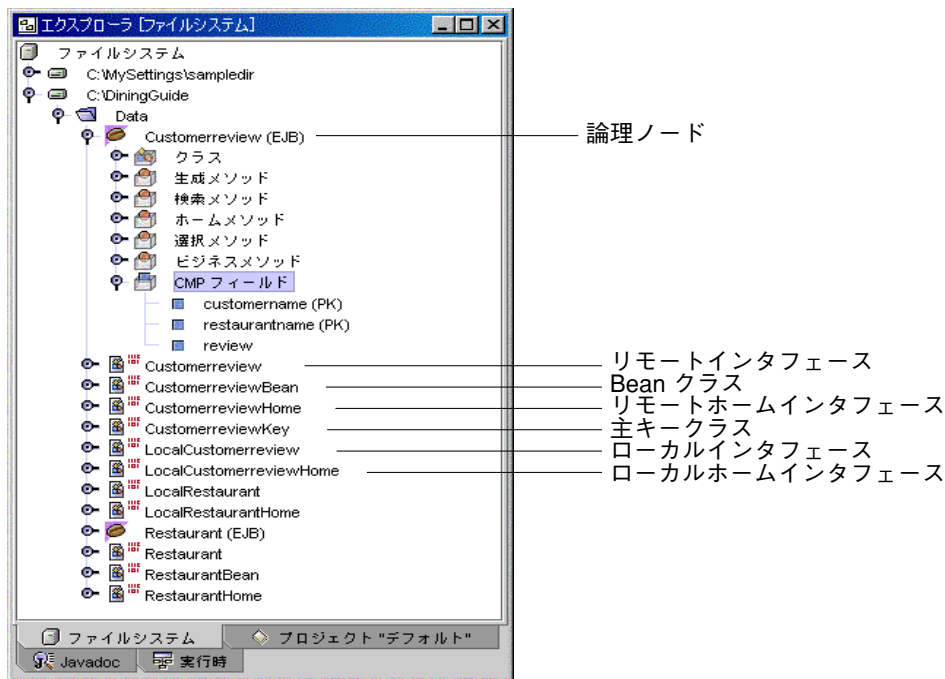 エクスプローラ [ファイルシステム]
ファイルシステム
C:\MySettings\sampledir
C:\DiningGuide
Data
Customerreview (EJB)
論理ノード
クラス
生成メソッド
検索メソッド
ホームメソッド
選択メソッド
ビジネスメソッド
CMP フィールド
customername (PK)
restaurantname (PK)
review
Customerreview
リモートインタフェース
CustomerreviewBean
Bean クラス
CustomerreviewHome
リモートホームインタフェース
CustomerreviewKey
主キークラス
LocalCustomerreview
ローカルインタフェース
LocalCustomerreviewHome
ローカルホームインタフェース
LocalRestaurant
LocalRestaurantHome
Restaurant (EJB)
Restaurant
RestaurantBean
RestaurantHome
ファイルシステム
プロジェクト "デフォルト"
Javadoc
実行時